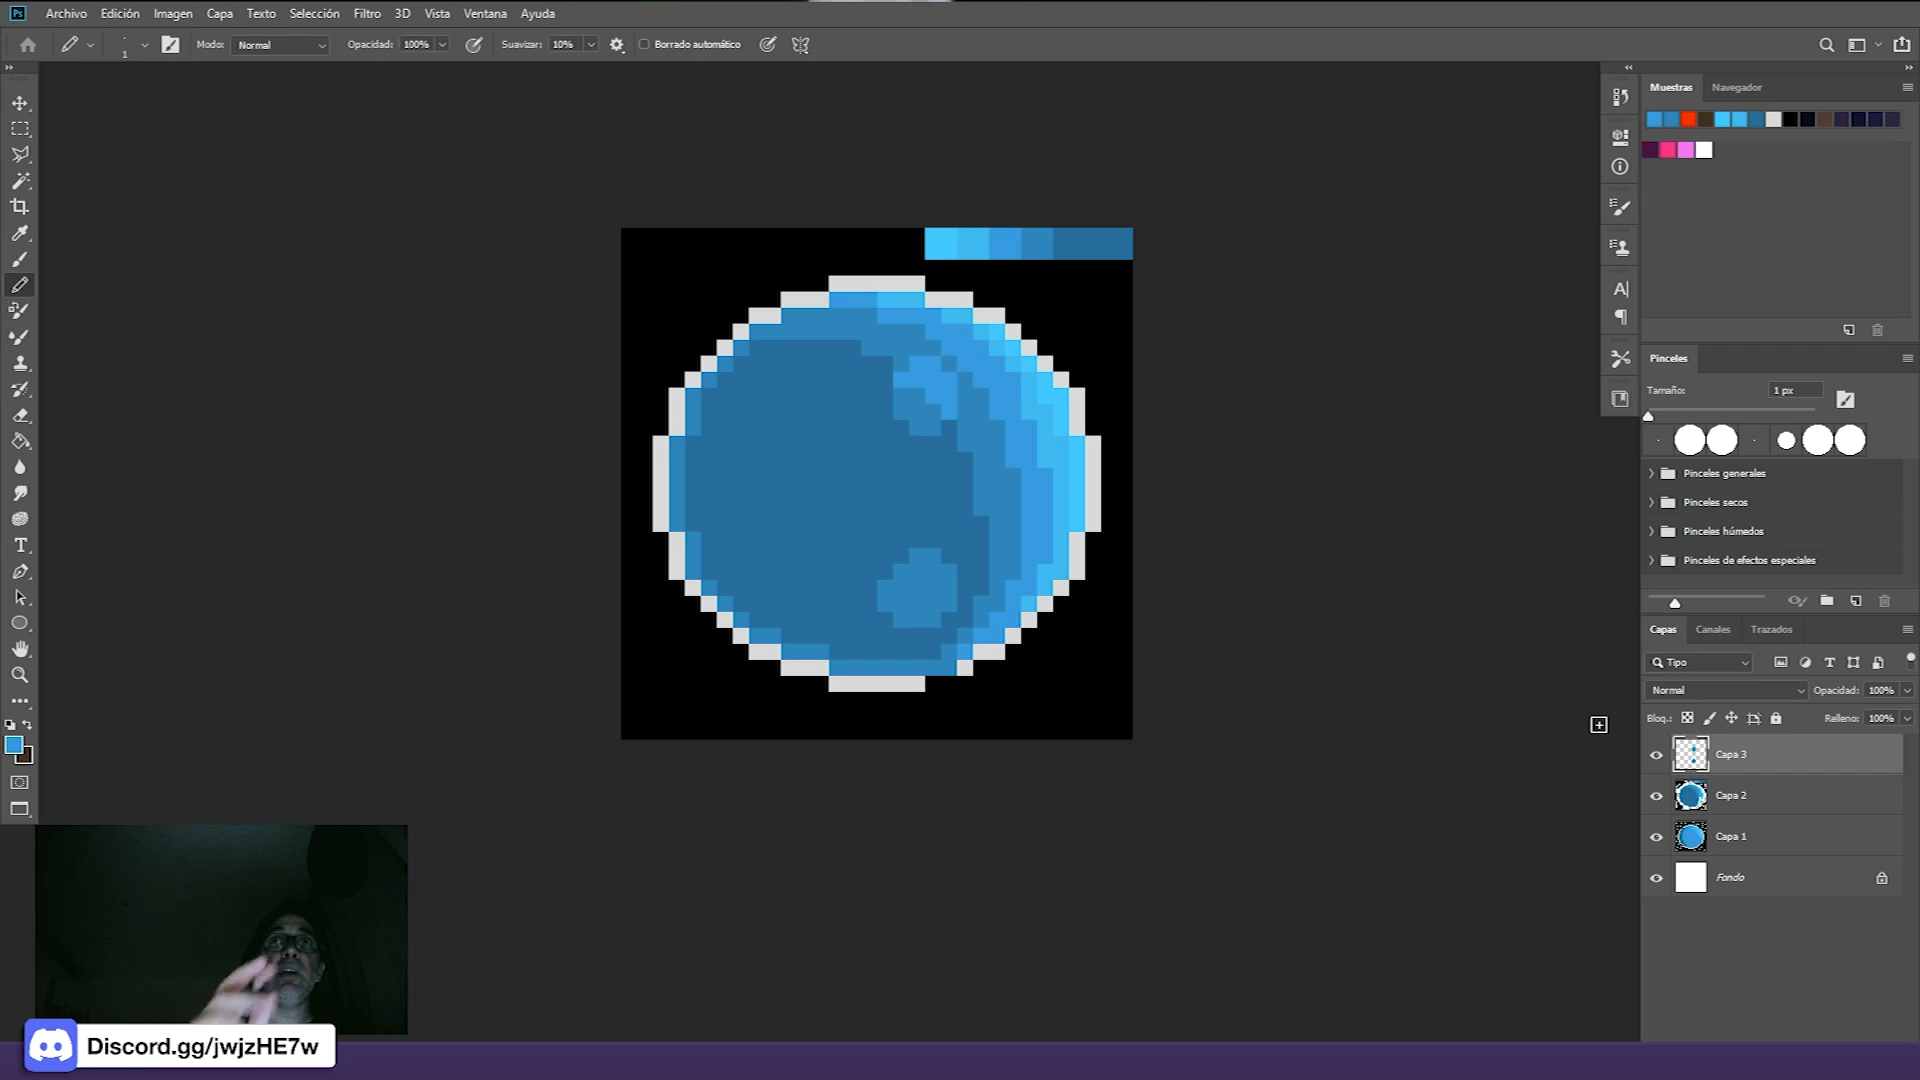 Ps Archivo Edición Imagen Capa Texto Selección Filtro 3D Vista Ventana Ayuda
1 Modo: Normal Opacidad: 100% Suavizar: 10% Borrado automático
Muestras Navegador
Pinceles
Tamaño: 1 px
Pinceles generales
Pinceles secos
Pinceles húmedos
Pinceles de efectos especiales
Capas Canales Trazados
Tipo
Normal Opacidad: 100%
Bloq.: Relleno: 100%
Capa 3
Capa 2
Capa 1
Fondo
Discord.gg/jwjzHE7w